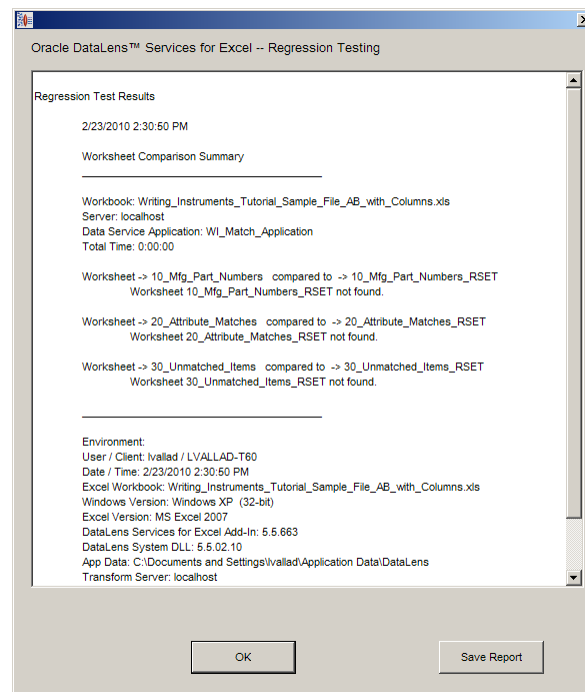 Oracle DataLens™ Services for Excel -- Regression Testing
Regression Test Results
2/23/2010 2:30:50 PM
Worksheet Comparison Summary
Workbook: Writing_Instruments_Tutorial_Sample_File_AB_with_Columns.xls
Server: localhost
Data Service Application: WI_Match_Application
Total Time: 0:00:00
Worksheet -> 10_Mfg_Part_Numbers compared to -> 10_Mfg_Part_Numbers_RSET
Worksheet 10_Mfg_Part_Numbers_RSET not found.
Worksheet -> 20_Attribute_Matches compared to -> 20_Attribute_Matches_RSET
Worksheet 20_Attribute_Matches_RSET not found.
Worksheet -> 30_Unmatched_Items compared to -> 30_Unmatched_Items_RSET
Worksheet 30_Unmatched_Items_RSET not found.
Environment:
User / Client: lvallad / LVALLAD-T60
Date / Time: 2/23/2010 2:30:50 PM
Excel Workbook: Writing_Instruments_Tutorial_Sample_File_AB_with_Columns.xls
Windows Version: Windows XP (32-bit)
Excel Version: MS Excel 2007
DataLens Services for Excel Add-In: 5.5.663
DataLens System DLL: 5.5.02.10
App Data: C:\Documents and Settings\lvallad\Application Data\DataLens
Transform Server: localhost
OK
Save Report